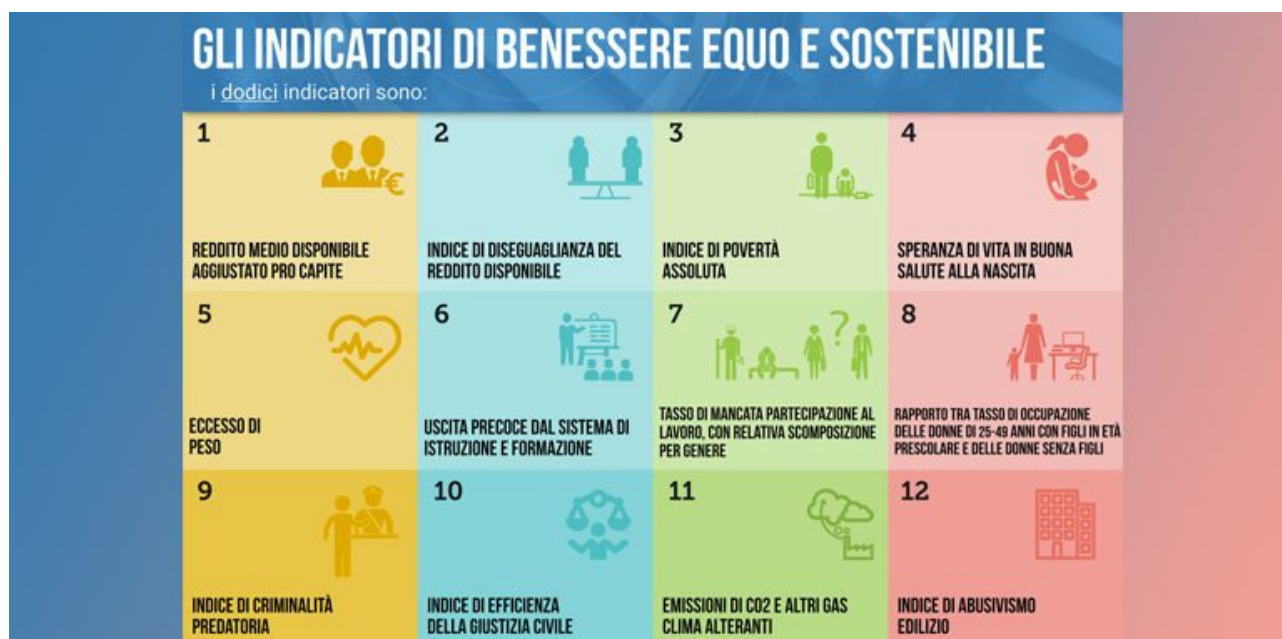 GLI INDICATORI DI BENESSERE EQUO E SOSTENIBILE
i dodici indicatori sono:
1
REDDITO MEDIO DISPONIBILE
AGGIUSTATO PRO CAPITE
2
INDICE DI DISEGUAGLIANZA DEL
REDDITO DISPONIBILE
3
INDICE DI POVERTÀ
ASSOLUTA
4
SPERANZA DI VITA IN BUONA
SALUTE ALLA NASCITA
5
ECCESSO DI
PESO
6
USCITA PRECOCE DAL SISTEMA DI
ISTRUZIONE E FORMAZIONE
7
TASSO DI MANCATA PARTECIPAZIONE AL
LAVORO, CON RELATIVA SCOMPOSIZIONE
PER GENERE
8
RAPPORTO TRA TASSO DI OCCUPAZIONE
DELLE DONNE DI 25-49 ANNI CON FIGLI IN ETÀ
PRESCOLARE E DELLE DONNE SENZA FIGLI
9
INDICE DI CRIMINALITÀ
PREDATORIA
10
INDICE DI EFFICIENZA
DELLA GIUSTIZIA CIVILE
11
EMISSIONI DI CO2 E ALTRI GAS
CLIMA ALTERANTI
12
INDICE DI ABUSIVISMO
EDILIZIO